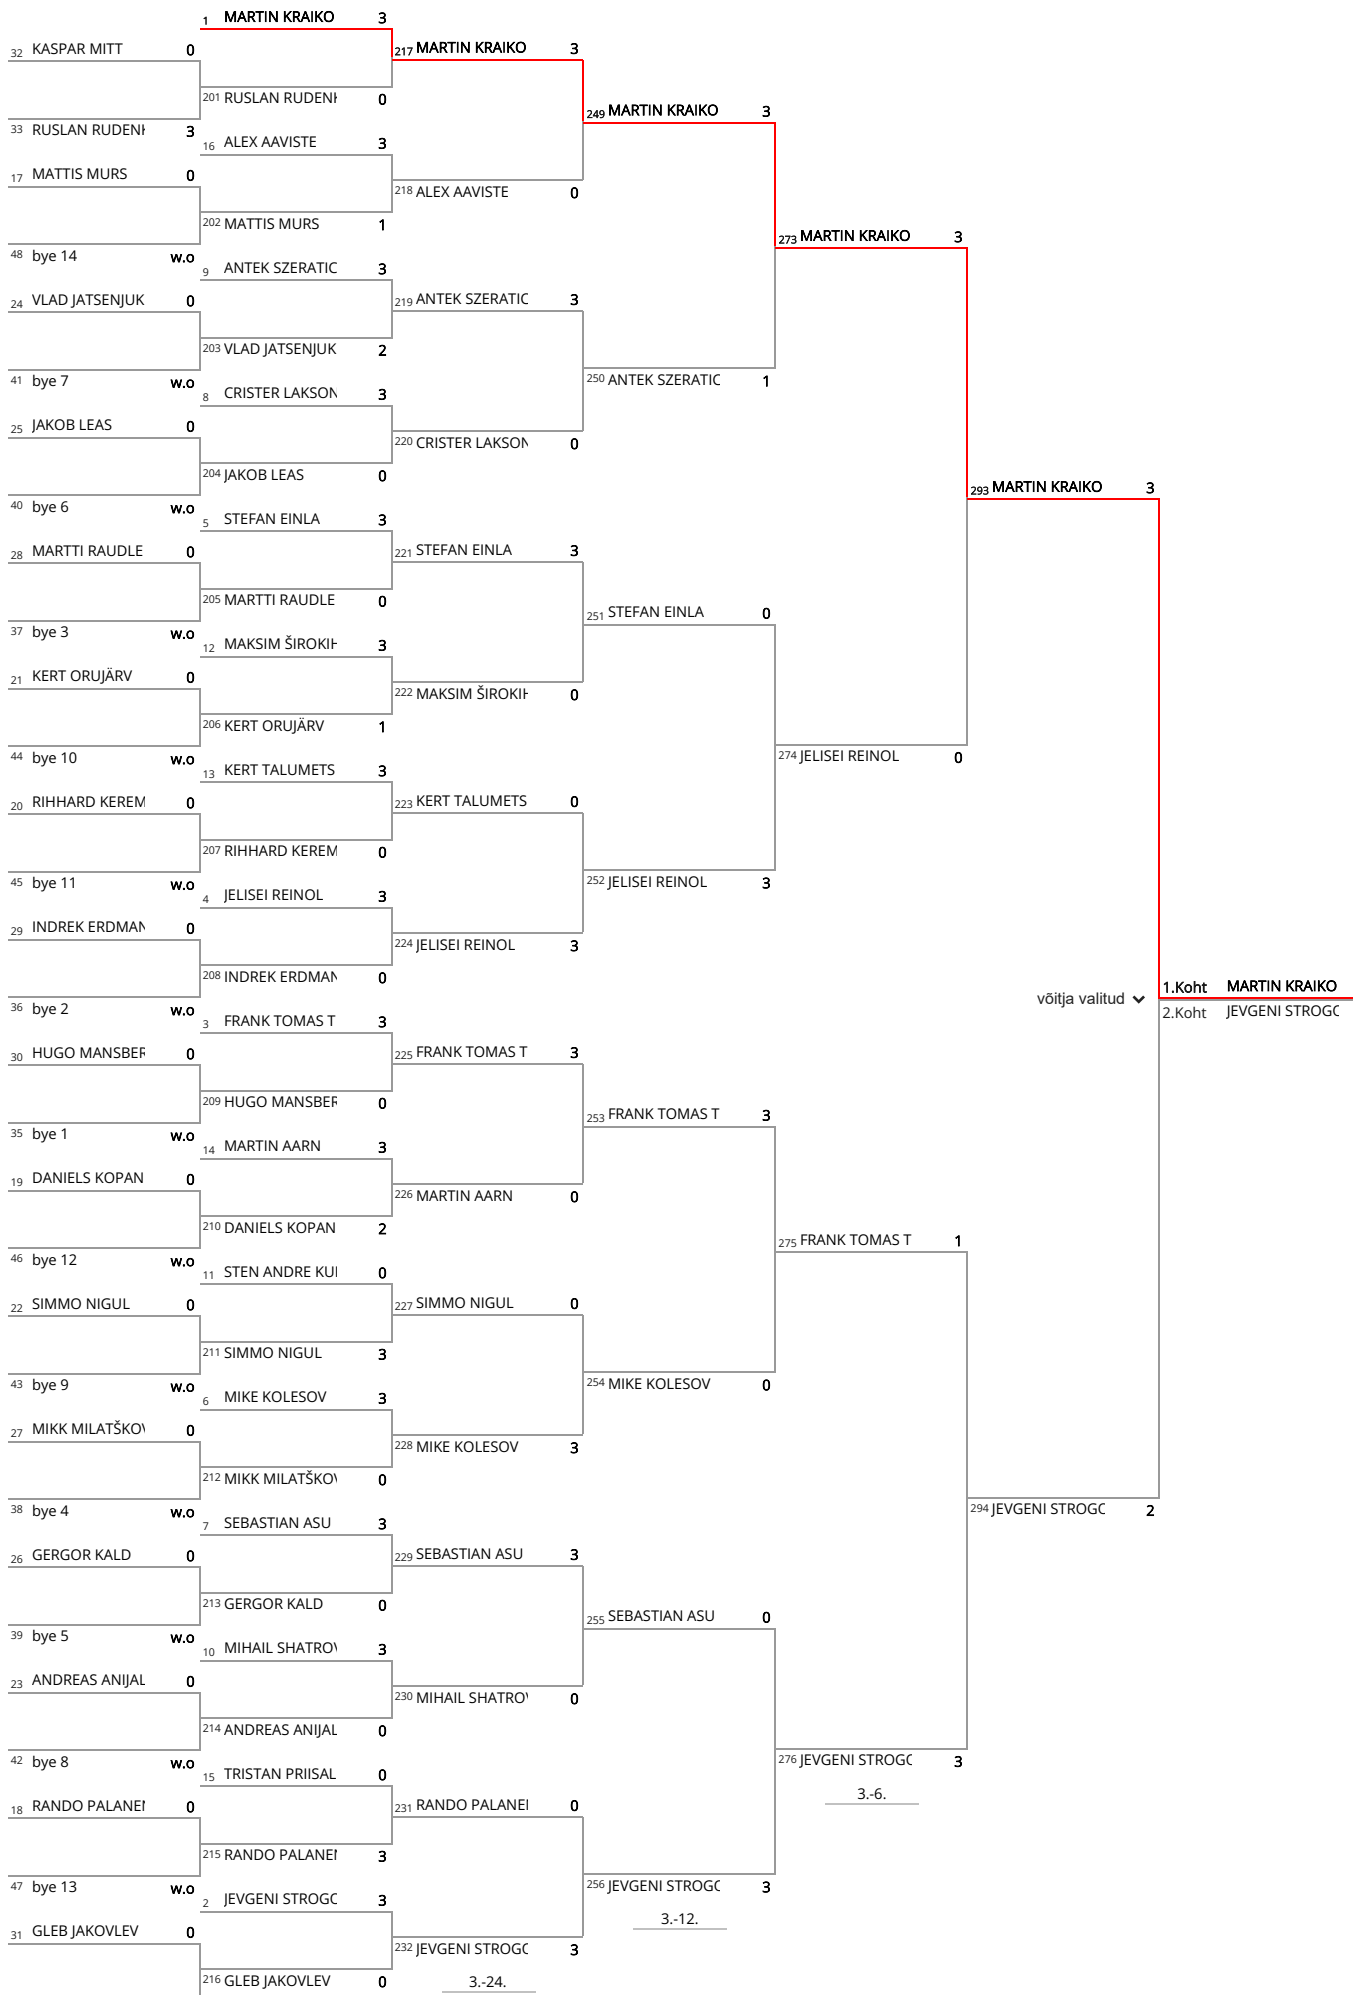 1 MARTIN KRAIKO 3
32 KASPAR MITT 0
217 MARTIN KRAIKO 3
201 RUSLAN RUDENK 0
249 MARTIN KRAIKO 3
33 RUSLAN RUDENK 3
16 ALEX AAVISTE 3
17 MATTIS MURS 0
218 ALEX AAVISTE 0
202 MATTIS MURS 1
273 MARTIN KRAIKO 3
48 bye 14 w.o
9 ANTEK SZERATIC 3
24 VLAD JATSENJUK 0
219 ANTEK SZERATIC 3
203 VLAD JATSENJUK 2
41 bye 7 w.o
250 ANTEK SZERATIC 1
8 CRISTER LAKSON 3
25 JAKOB LEAS 0
220 CRISTER LAKSON 0
204 JAKOB LEAS 0
293 MARTIN KRAIKO 3
40 bye 6 w.o
5 STEFAN EINLA 3
28 MARTTI RAUDLE 0
221 STEFAN EINLA 3
205 MARTTI RAUDLE 0
251 STEFAN EINLA 0
37 bye 3 w.o
12 MAKSIM ŠIROKIH 3
21 KERT ORUJÄRV 0
222 MAKSIM ŠIROKIH 0
206 KERT ORUJÄRV 1
44 bye 10 w.o
274 JELISEI REINOL 0
13 KERT TALUMETS 3
20 RIHHARD KEREM 0
223 KERT TALUMETS 0
207 RIHHARD KEREM 0
45 bye 11 w.o
252 JELISEI REINOL 3
4 JELISEI REINOL 3
29 INDREK ERDMAN 0
224 JELISEI REINOL 3
208 INDREK ERDMAN 0
1.Koht MARTIN KRAIKO
võitja valitud
36 bye 2 w.o
2.Koht JEVGENI STROGO
3 FRANK TOMAS T 3
30 HUGO MANSBER 0
225 FRANK TOMAS T 3
209 HUGO MANSBER 0
253 FRANK TOMAS T 3
35 bye 1 w.o
14 MARTIN AARN 3
19 DANIELS KOPAN 0
226 MARTIN AARN 0
210 DANIELS KOPAN 2
275 FRANK TOMAS T 1
46 bye 12 w.o
11 STEN ANDRE KUI 0
22 SIMMO NIGUL 0
227 SIMMO NIGUL 0
211 SIMMO NIGUL 3
43 bye 9 w.o
254 MIKE KOLESOV 0
6 MIKE KOLESOV 3
27 MIKK MILATŠKOV 0
228 MIKE KOLESOV 3
212 MIKK MILATŠKOV 0
38 bye 4 w.o
294 JEVGENI STROGO 2
7 SEBASTIAN ASU 3
26 GERGOR KALD 0
229 SEBASTIAN ASU 3
213 GERGOR KALD 0
255 SEBASTIAN ASU 0
39 bye 5 w.o
10 MIHAIL SHATROV 3
23 ANDREAS ANIJAL 0
230 MIHAIL SHATROV 0
214 ANDREAS ANIJAL 0
42 bye 8 w.o
276 JEVGENI STROGO 3
15 TRISTAN PRIISAL 0
3.-6.
18 RANDO PALANEN 0
231 RANDO PALANEI 0
215 RANDO PALANEN 3
47 bye 13 w.o
256 JEVGENI STROGO 3
2 JEVGENI STROGO 3
3.-12.
31 GLEB JAKOVLEV 0
232 JEVGENI STROGO 3
216 GLEB JAKOVLEV 0
3.-24.